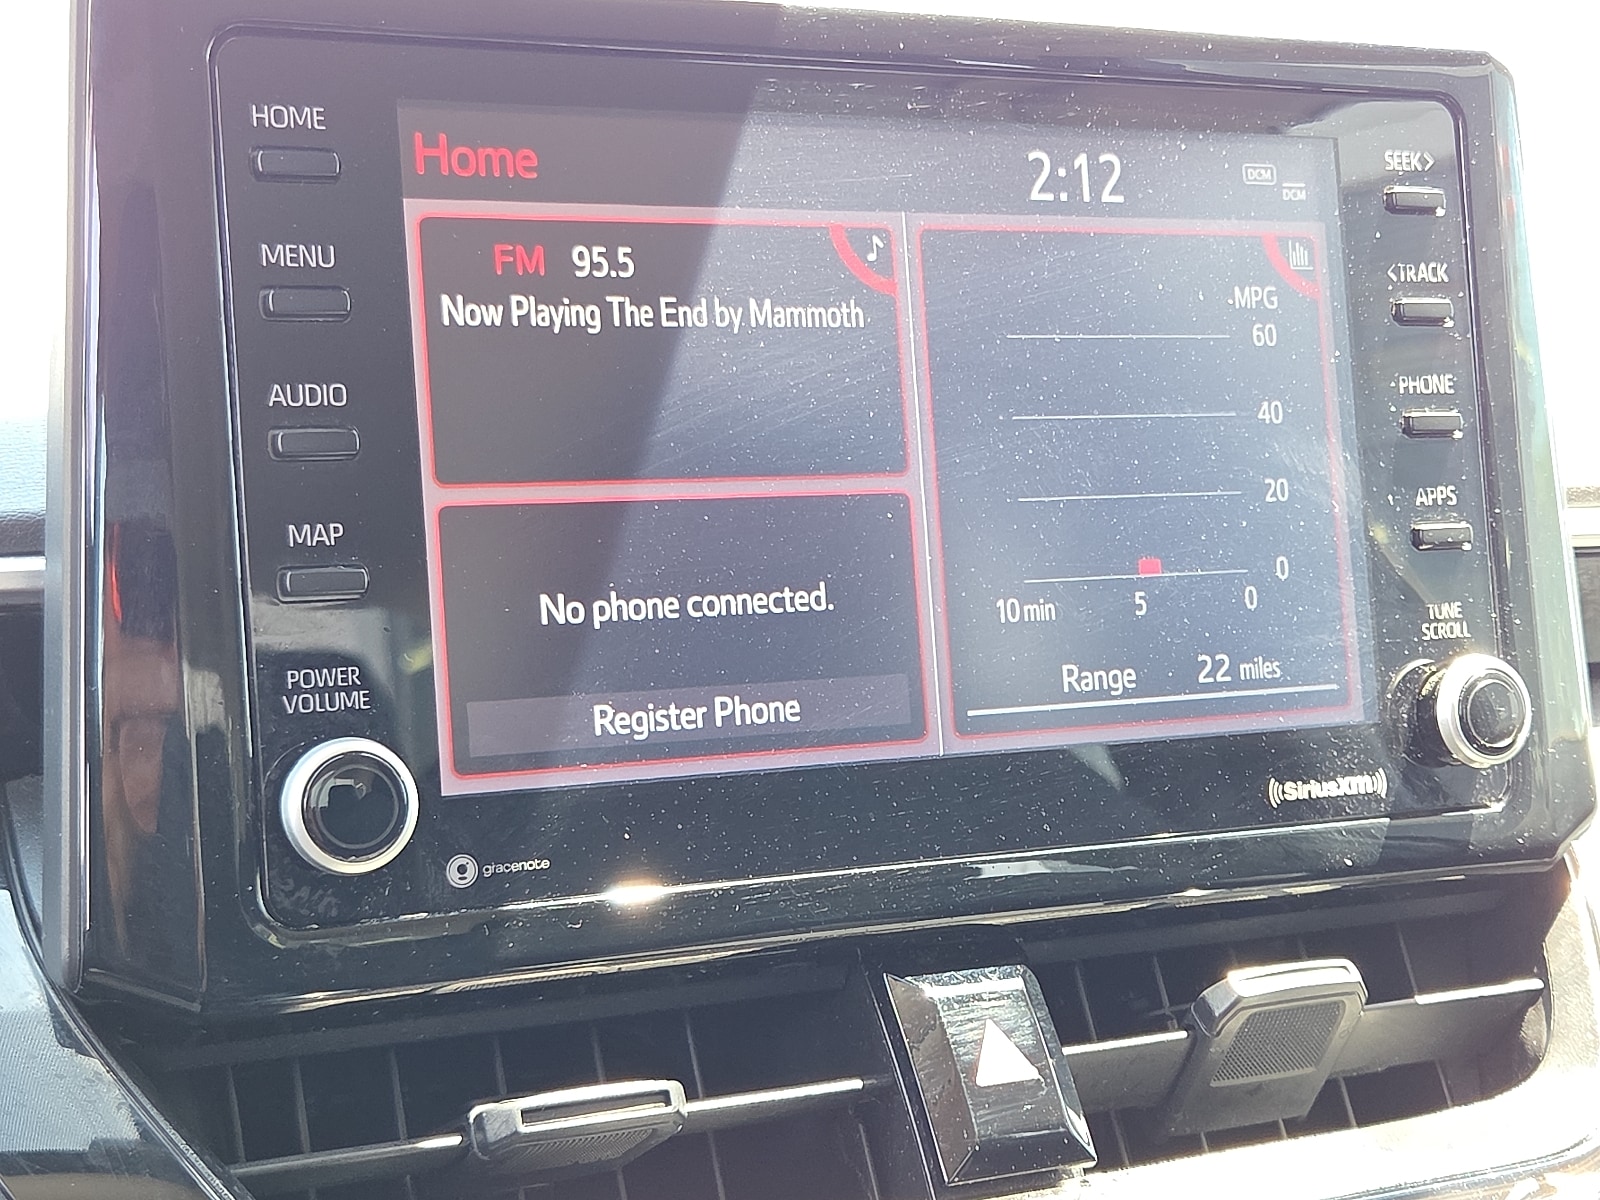 HOME
MENU
AUDIO
MAP
POWER
VOLUME
Home
2:12
DCM
DCM
FM 95.5
Now Playing The End by Mammoth
No phone connected.
Register Phone
MPG
60
40
20
0
10 min 5 0
Range 22 miles
SEEK>
<TRACK
PHONE
APPS
TUNE
SCROLL
gracenote
SiriusXM